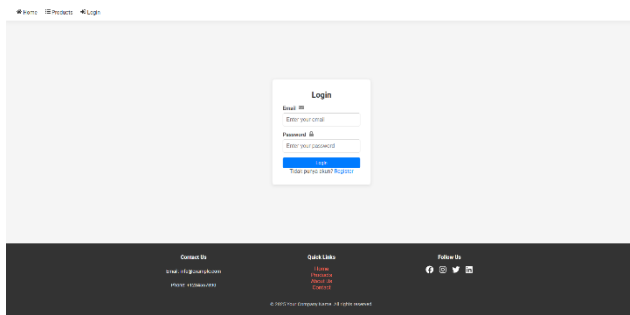 Home Products Login
Login
Email
Enter your email
Password
Enter your password
Login
Tidak punya akun? Register
Contact Us
Quick Links
Follow Us
Email: info@example.com
Home
Products
About Us
Contact
Phone:
© 2025 Your Company Name. All rights reserved.